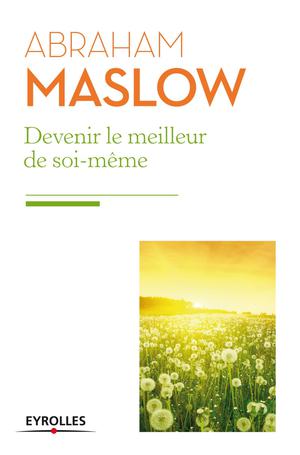 ABRAHAM
MASLOW
Devenir le meilleur
de soi-même
EYROLLES